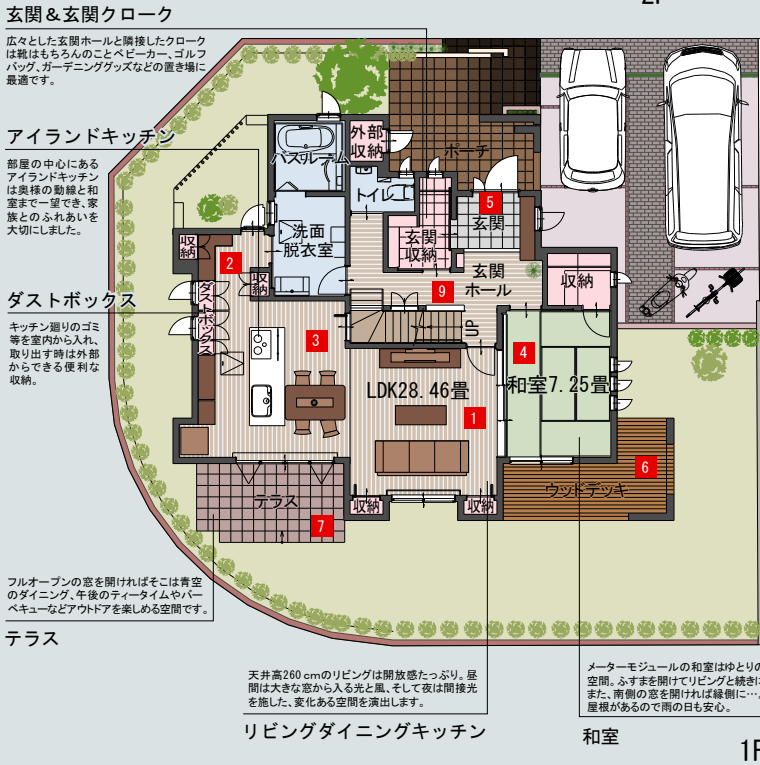 玄関&玄関クローク
広々とした玄関ホールと隣接したクローク
は靴はもちろんのことベビーカー、ゴルフ
バッグ、ガーデニンググッズなどの置き場に
最適です。
アイランドキッチン
部屋の中心にある
アイランドキッチン
は奥様の動線と和
室まで一望でき、家
族とのふれあいを
大切にしました。
ダストボックス
キッチン廻りのゴミ
等を室内から入れ、
取り出す時は外部
からできる便利な
収納。
バスルーム
外部
収納
ポーチ
トイレ
5
玄関
洗面
脱衣室
玄関
収納
収納
2
収納
玄関
ホール
収納
9
ダストボックス
3
UP
4
LDK28.46畳
和室7.25畳
1
6
ウッドデッキ
テラス
収納
収納
7
フルオープンの窓を開ければそこは青空
のダイニング、午後のティータイムやバー
ベキューなどアウトドアを楽しめる空間です。
テラス
天井高260cmのリビングは開放感たっぷり。昼
間は大きな窓から入る光と風、そして夜は間接光
を施した、変化ある空間を演出します。
リビングダイニングキッチン
メーターモジュールの和室はゆとりの
空間。ふすまを開けてリビングと続きに
また、南側の窓を開ければ縁側に…
屋根があるので雨の日も安心。
和室